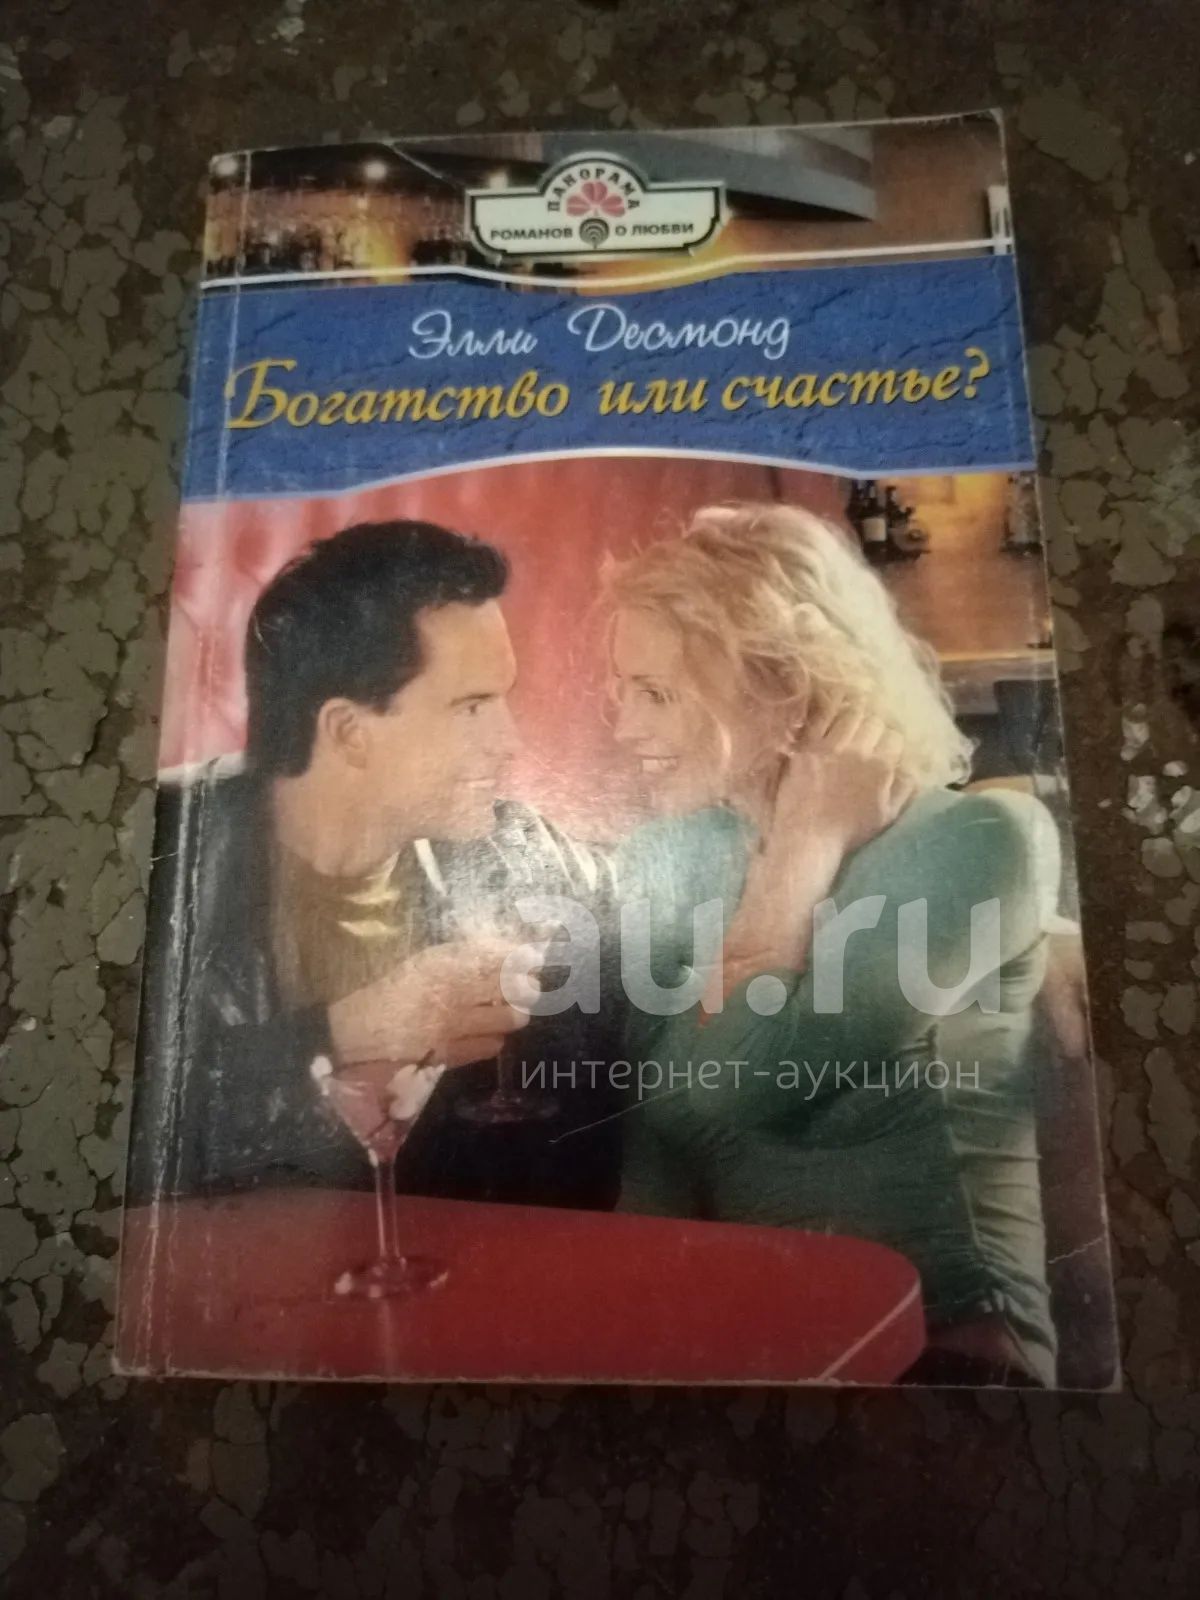 ПАНОРАМА
РОМАНОВ О ЛЮБВИ
Элли Десмонд
Богатство или счастье?
au.ru
интернет-аукцион